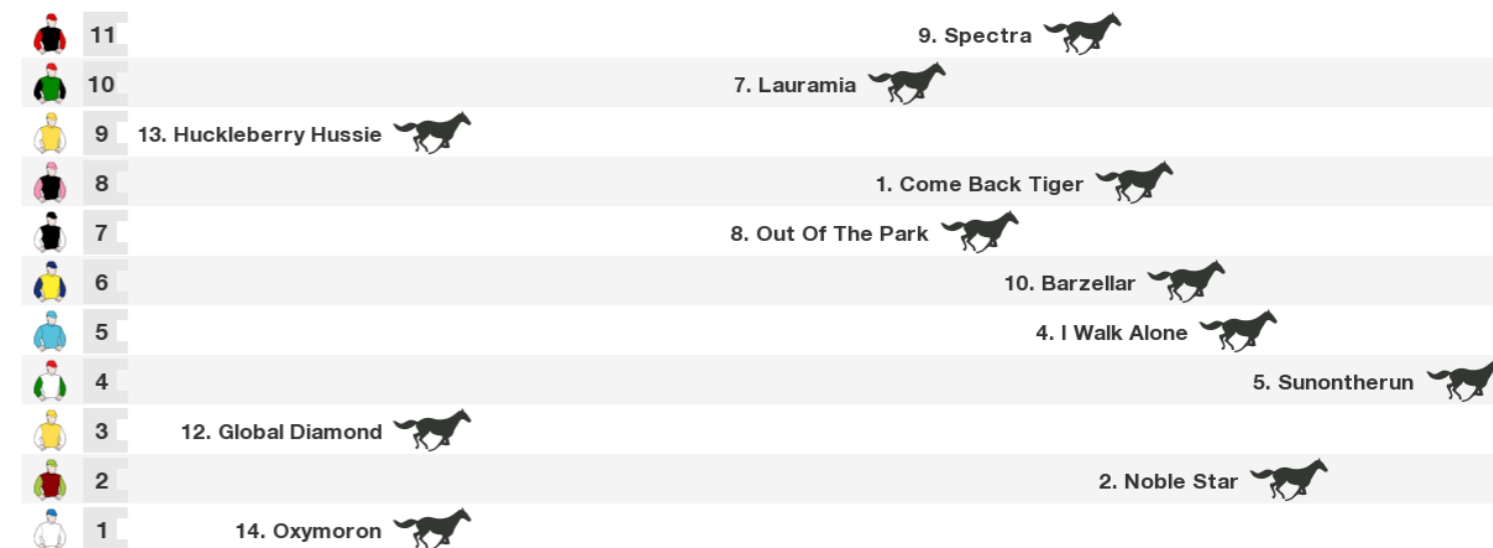 11 9. Spectra
10 7. Lauramia
9 13. Huckleberry Hussie
8 1. Come Back Tiger
7 8. Out Of The Park
6 10. Barzellar
5 4. I Walk Alone
4 5. Sunontherun
3 12. Global Diamond
2 2. Noble Star
1 14. Oxymoron